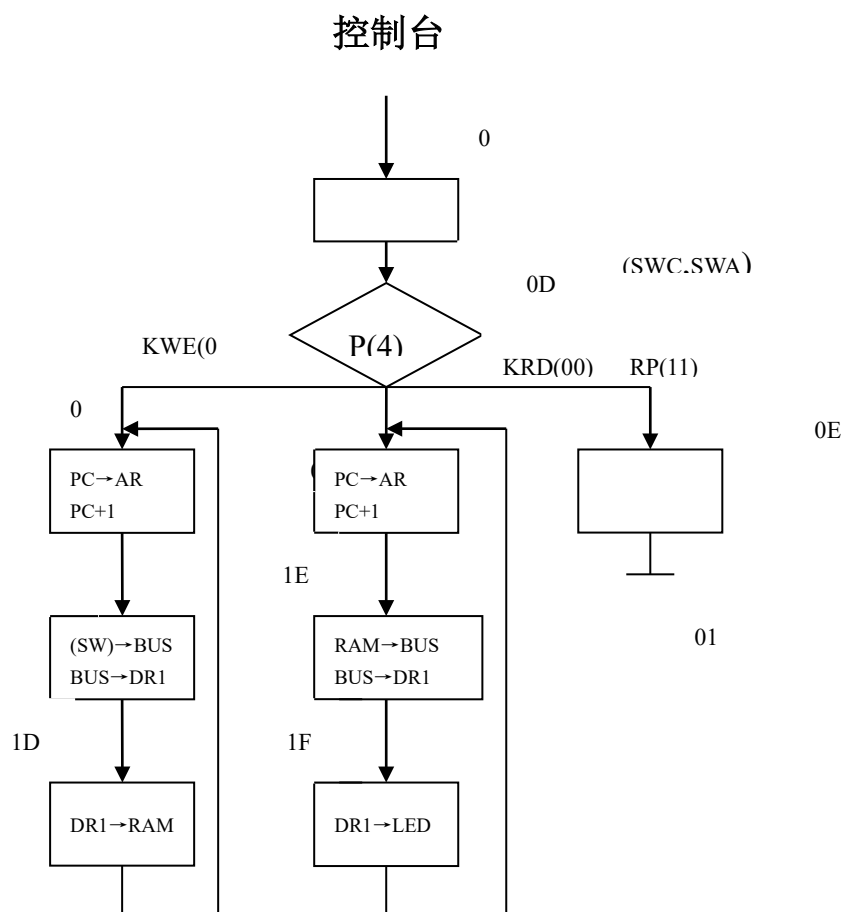 控制台
0
(SWC,SWA)
0D
P(4)
KWE(0
KRD(00) RP(11)
0
0E
PC→AR
PC+1
PC→AR
PC+1
1E
(SW)→BUS
BUS→DR1
RAM→BUS
BUS→DR1
01
1D
1F
DR1→RAM
DR1→LED